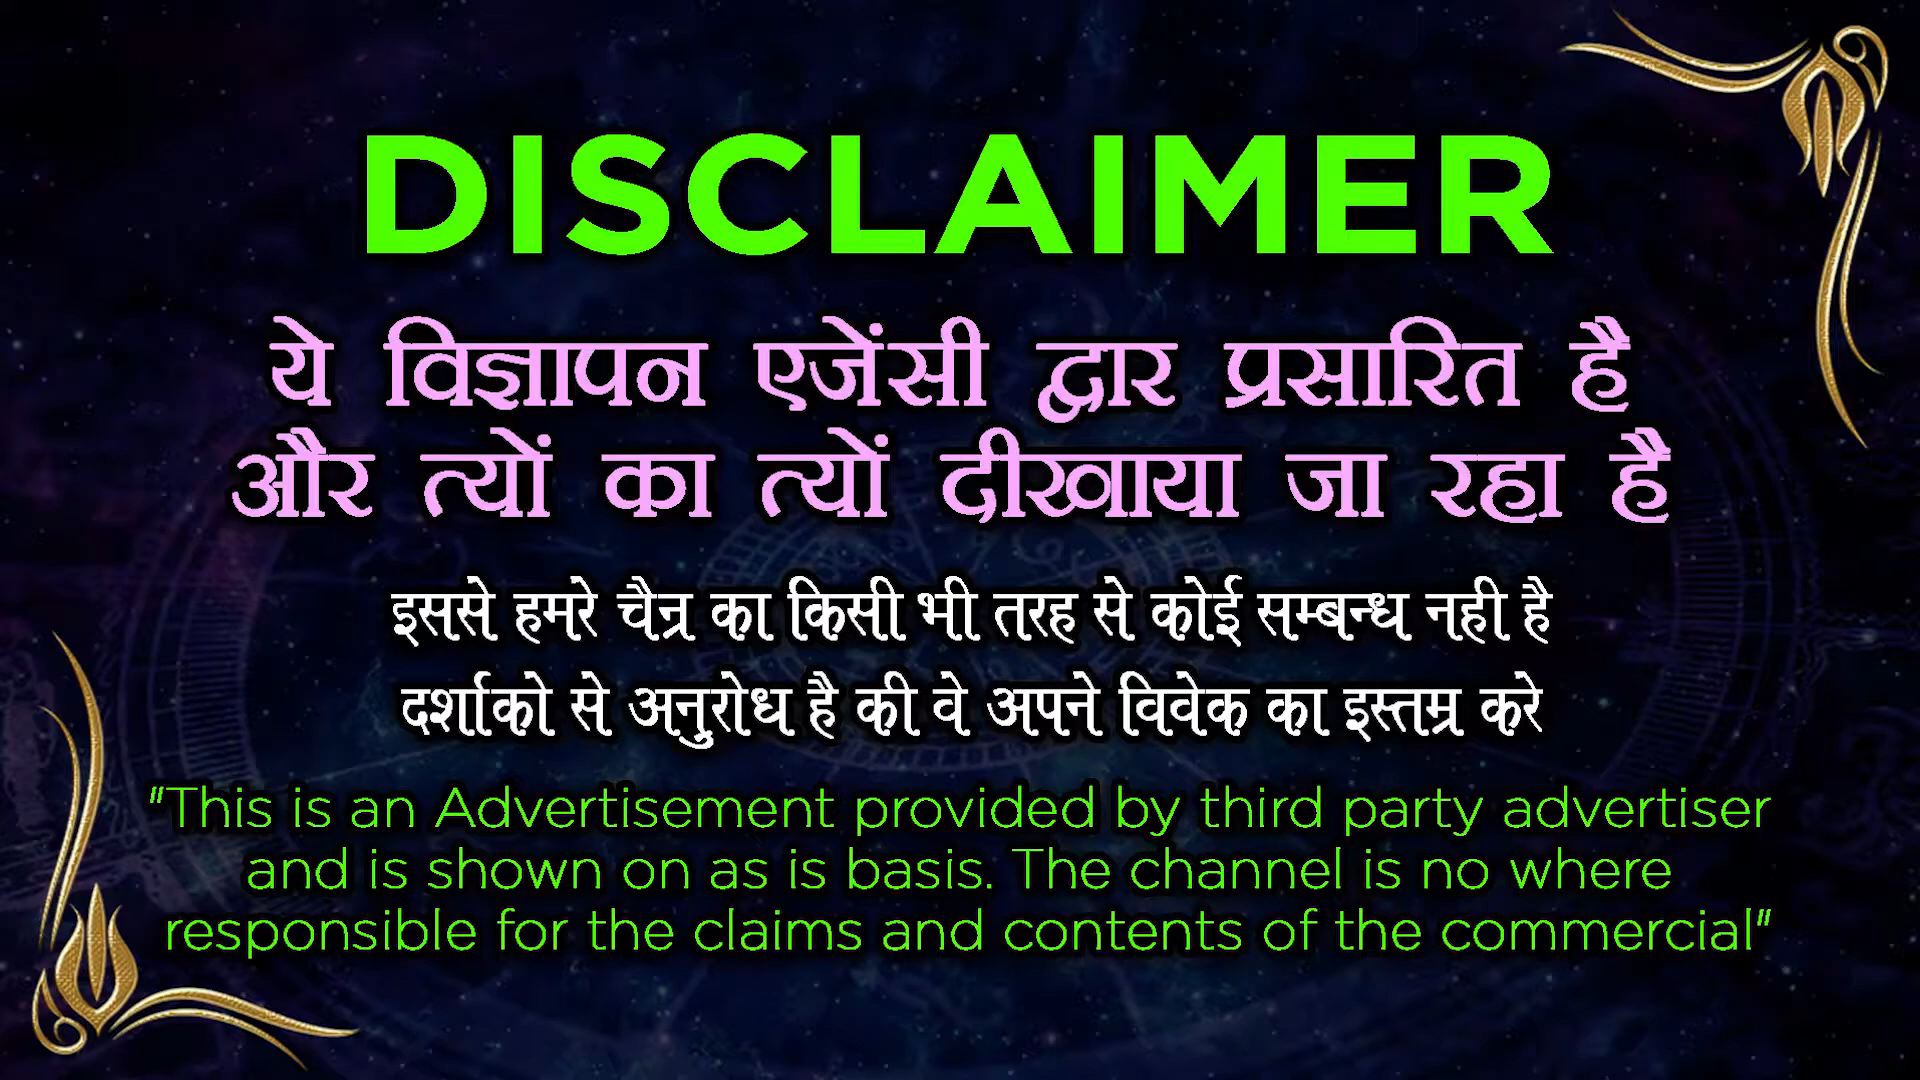 DISCLAIMER
ये विज्ञापन एजेंसी द्वार प्रसारित है
और त्यों का त्यों दीखाया जा रहा है
इससे हमरे चैन्र का किसी भी तरह से कोई सम्बन्ध नही है
दर्शाको से अनुरोध है की वे अपने विवेक का इस्तम्र करे
"This is an Advertisement provided by third party advertiser
and is shown on as is basis. The channel is no where
responsible for the claims and contents of the commercial"